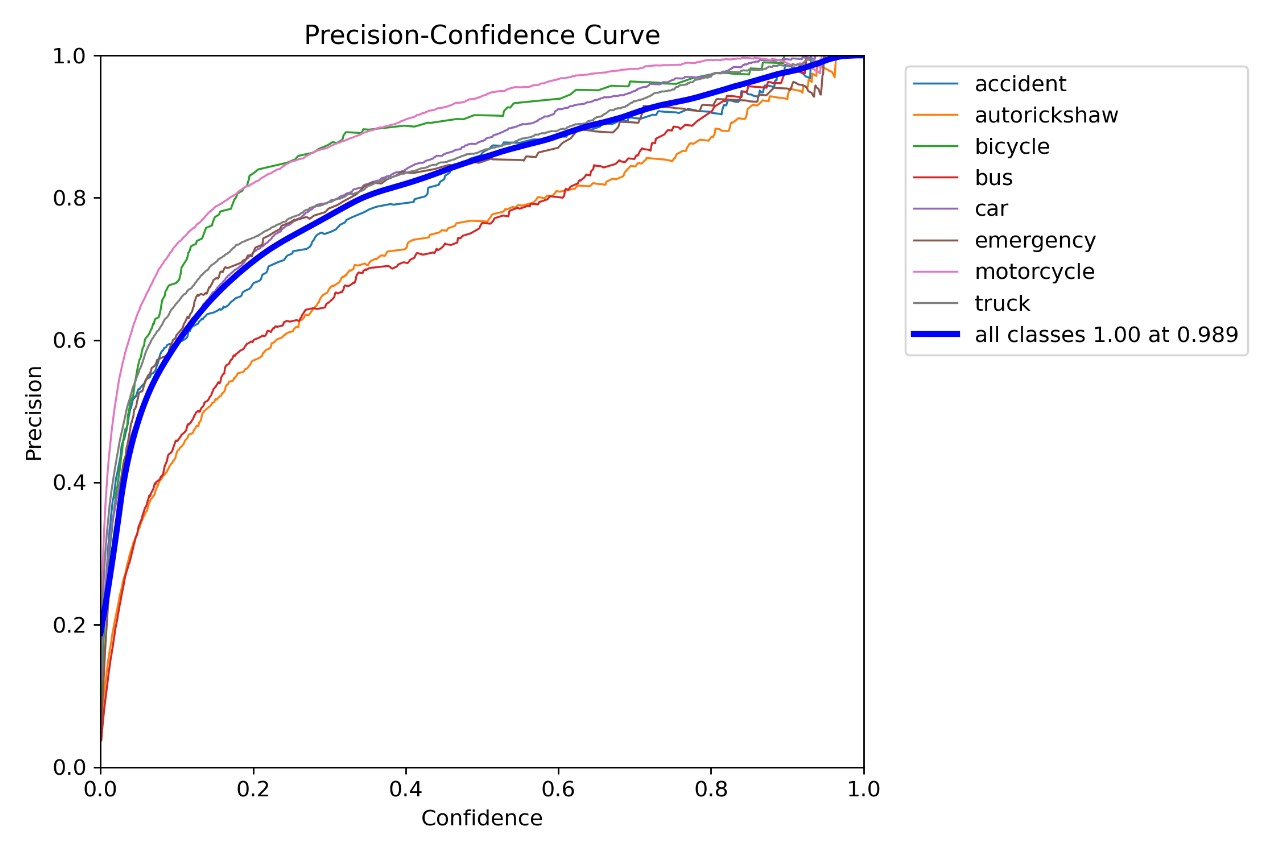 Precision-Confidence Curve
1.0
0.8
0.6
0.4
0.2
0.0
Precision
0.0 0.2 0.4 0.6 0.8 1.0
Confidence
accident
autorickshaw
bicycle
bus
car
emergency
motorcycle
truck
all classes 1.00 at 0.989